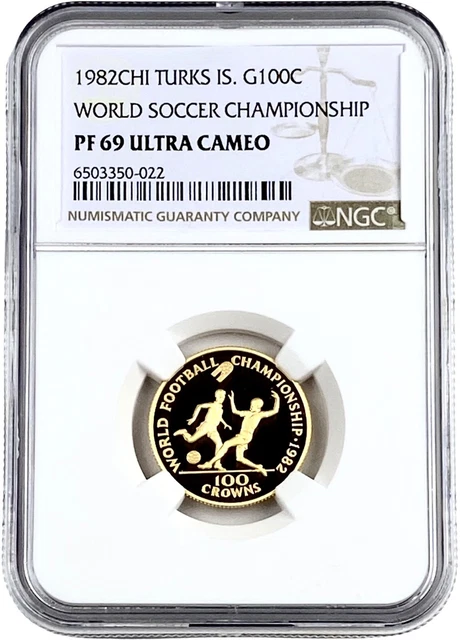 1982CHI TURKS IS. G100C
WORLD SOCCER CHAMPIONSHIP
PF 69 ULTRA CAMEO
6503350-022
NUMISMATIC GUARANTY COMPANY
NGC®
WORLD FOOTBALL CHAMPIONSHIP · 1982
100
CROWNS